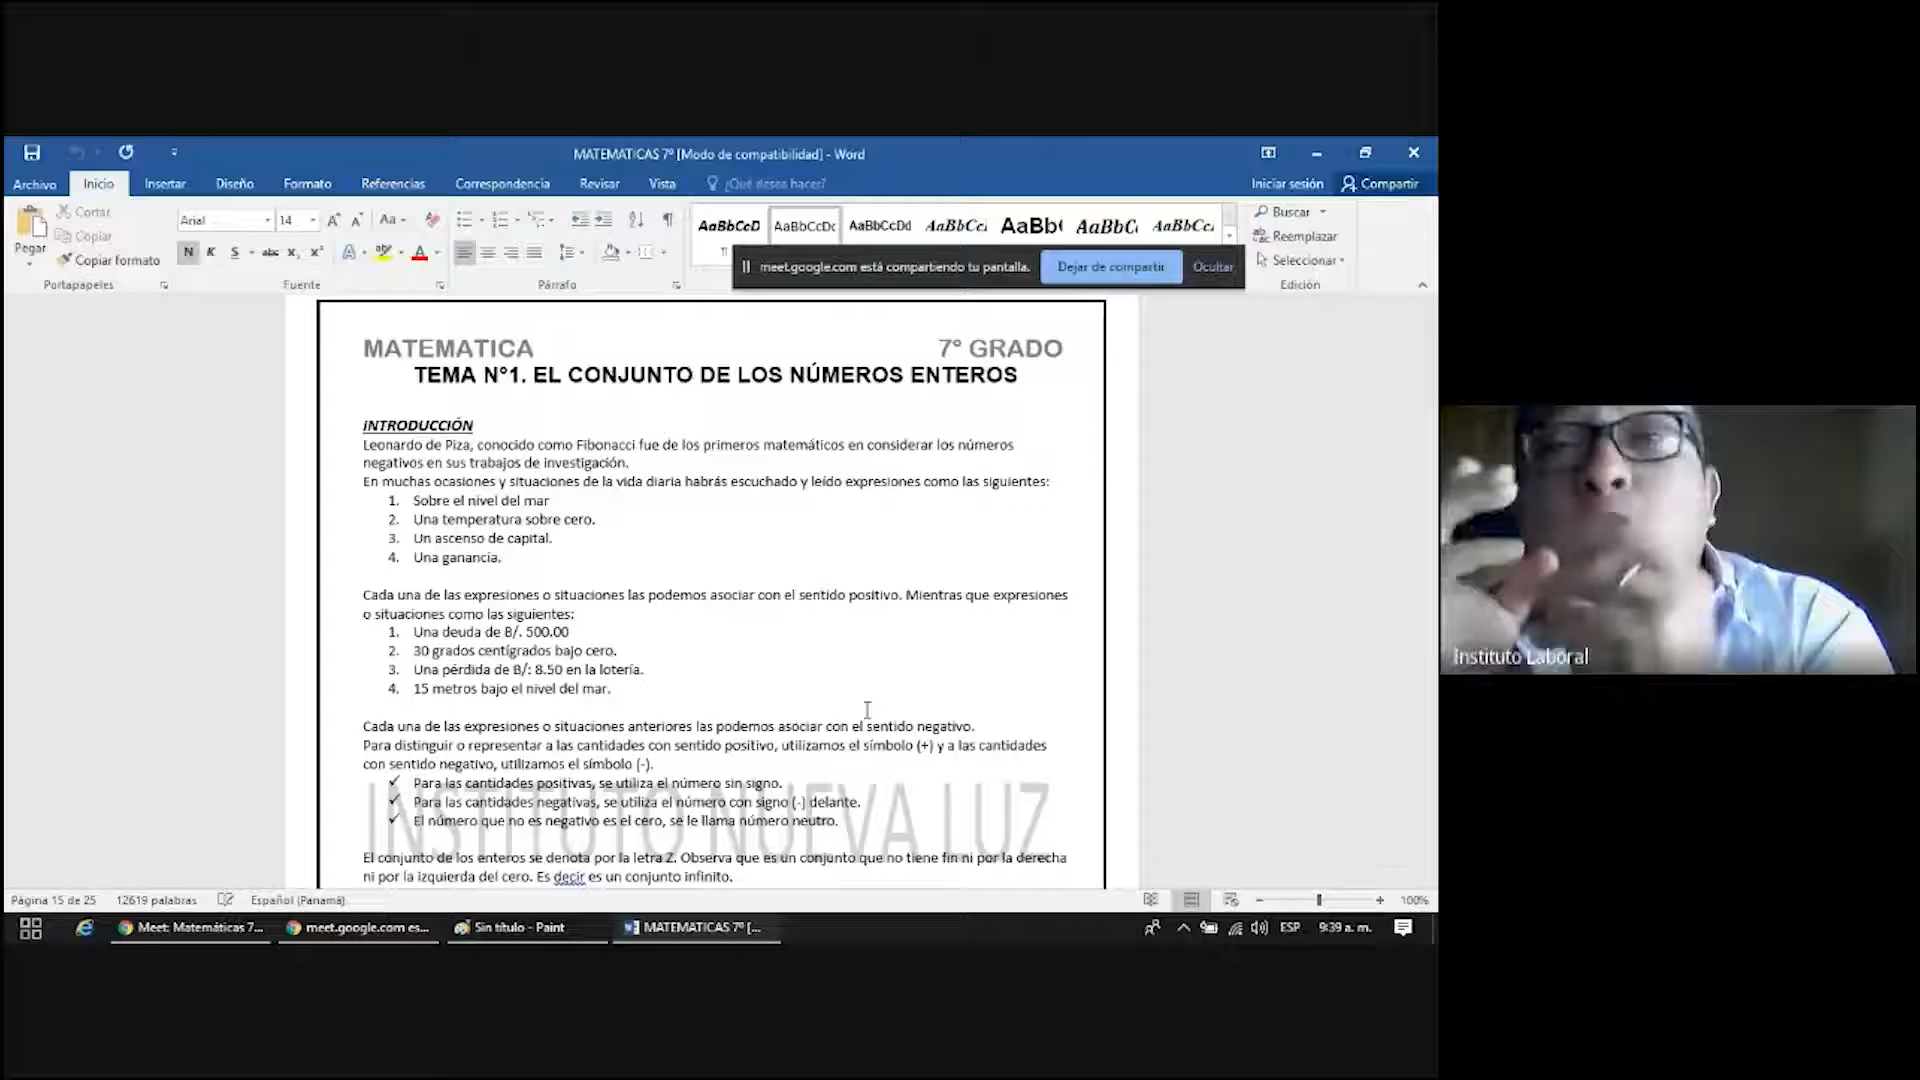 MATEMATICAS 7º [Modo de compatibilidad] - Word
Archivo Inicio Insertar Diseño Formato Referencias Correspondencia Revisar Vista ¿Qué desea hacer? Iniciar sesión Compartir
Pegar
Cortar
Copiar
Copiar formato
Portapapeles
Arial 14
Fuente
Párrafo
AaBbCcD AaBbCcDc AaBbCcDd AaBbCc AaBb( AaBbC AaBbCc.
meet.google.com está compartiendo tu pantalla. Dejar de compartir Ocultar
Buscar
Reemplazar
Seleccionar
Edición
MATEMATICA 7° GRADO
TEMA N°1. EL CONJUNTO DE LOS NÚMEROS ENTEROS
INTRODUCCIÓN
Leonardo de Piza, conocido como Fibonacci fue de los primeros matemáticos en considerar los números
negativos en sus trabajos de investigación.
En muchas ocasiones y situaciones de la vida diaria habrás escuchado y leído expresiones como las siguientes:
1. Sobre el nivel del mar
2. Una temperatura sobre cero.
3. Un ascenso de capital.
4. Una ganancia.
Cada una de las expresiones o situaciones las podemos asociar con el sentido positivo. Mientras que expresiones
o situaciones como las siguientes:
1. Una deuda de B/. 500.00
2. 30 grados centígrados bajo cero.
3. Una pérdida de B/: 8.50 en la lotería.
4. 15 metros bajo el nivel del mar.
Cada una de las expresiones o situaciones anteriores las podemos asociar con el sentido negativo.
Para distinguir o representar a las cantidades con sentido positivo, utilizamos el símbolo (+) y a las cantidades
con sentido negativo, utilizamos el símbolo (-).
✓ Para las cantidades positivas, se utiliza el número sin signo.
✓ Para las cantidades negativas, se utiliza el número con signo (-) delante.
✓ El número que no es negativo es el cero, se le llama número neutro.
INSTITUTO NUEVA LUZ
El conjunto de los enteros se denota por la letra Z. Observa que es un conjunto que no tiene fin ni por la derecha
ni por la izquierda del cero. Es decir es un conjunto infinito.
Página 15 de 25 12619 palabras Español (Panamá) 100%
Meet: Matemáticas 7... meet.google.com es... Sin título - Paint MATEMATICAS 7º [... ESP 9:39 a. m.
Instituto Laboral